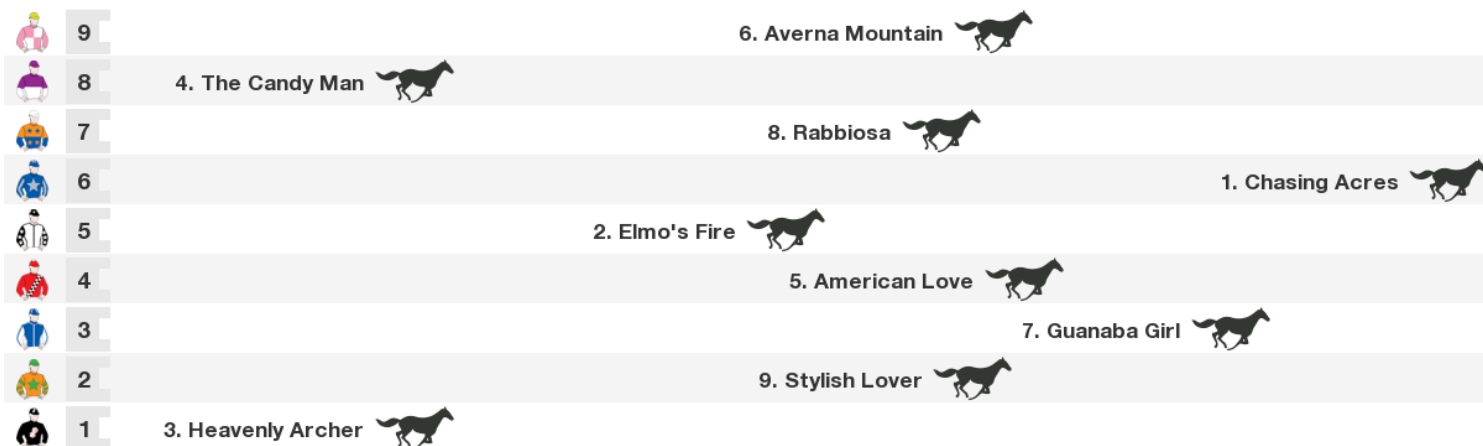 9 6. Averna Mountain
8 4. The Candy Man
7 8. Rabbiosa
6 1. Chasing Acres
5 2. Elmo's Fire
4 5. American Love
3 7. Guanaba Girl
2 9. Stylish Lover
1 3. Heavenly Archer